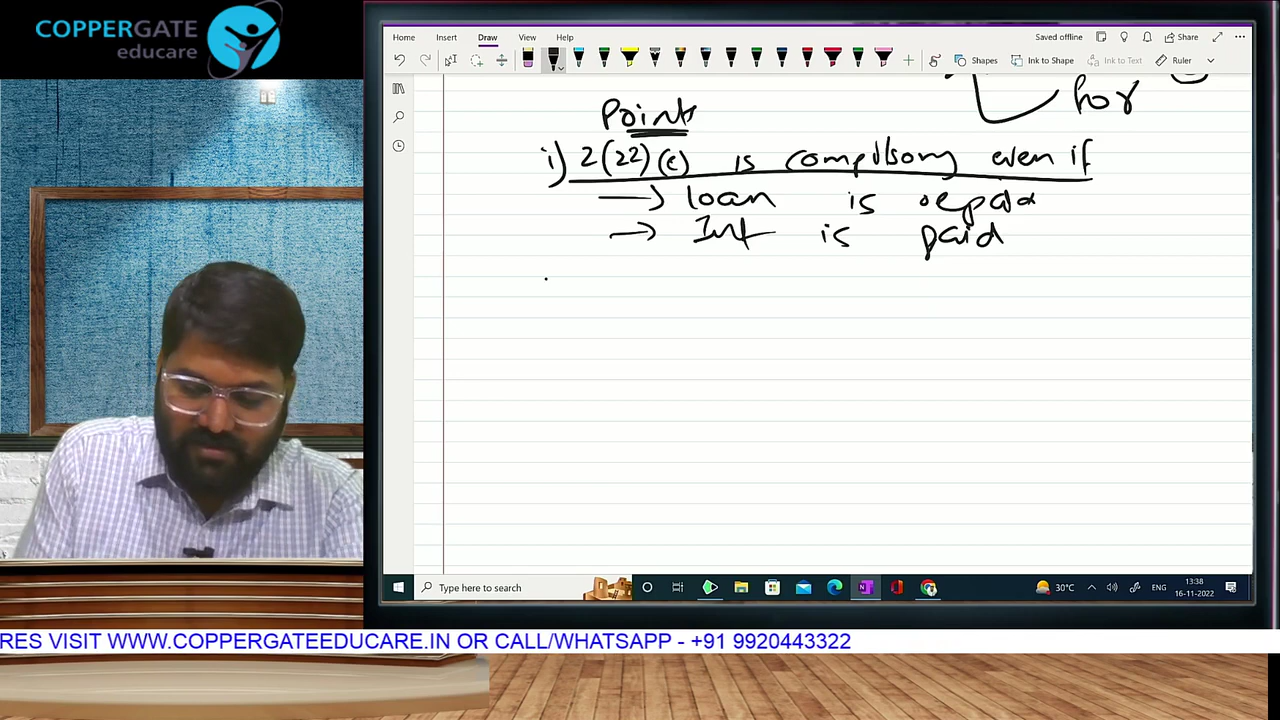 COPPERGATE
educare
Home Insert Draw View Help
Saved offline
Share
Shapes
Ink to Shape
Ink to Text
Ruler
for
Points
i) 2(22)(e) is compulsory even if
→ loan is repaid
→ Int is paid
Type here to search
30°C
ENG
13:38
16-11-2022
RES VISIT WWW.COPPERGATEEDUCARE.IN OR CALL/WHATSAPP - +91 9920443322